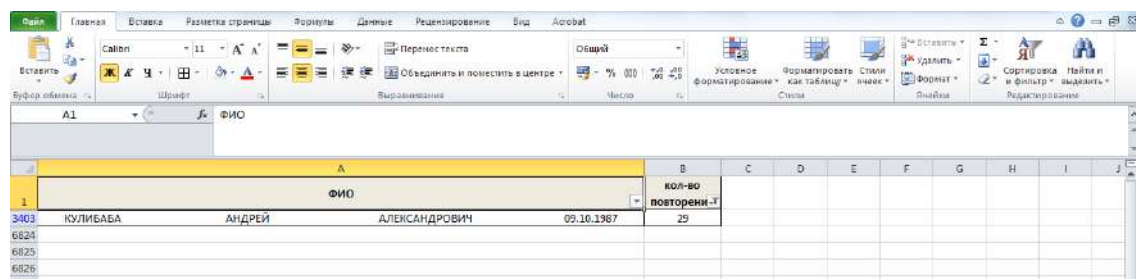 Файл Главная Вставка Разметка страницы Формулы Данные Рецензирование Вид Acrobat
Calibri 11 Перенос текста Общий Вставить
Вставить Ж К Ч Объединить и поместить в центре % 000 Условное форматирование Форматировать как таблицу Стили ячеек Удалить Формат Сортировка и фильтр Найти и выделить
Буфер обмена Шрифт Выравнивание Число Стили Ячейки Редактирование
A1 fx ФИО
A B C D E F G H I J
1 ФИО кол-во повторени
3403 КУЛИБАБА АНДРЕЙ АЛЕКСАНДРОВИЧ 09.10.1987 29
6824
6825
6826